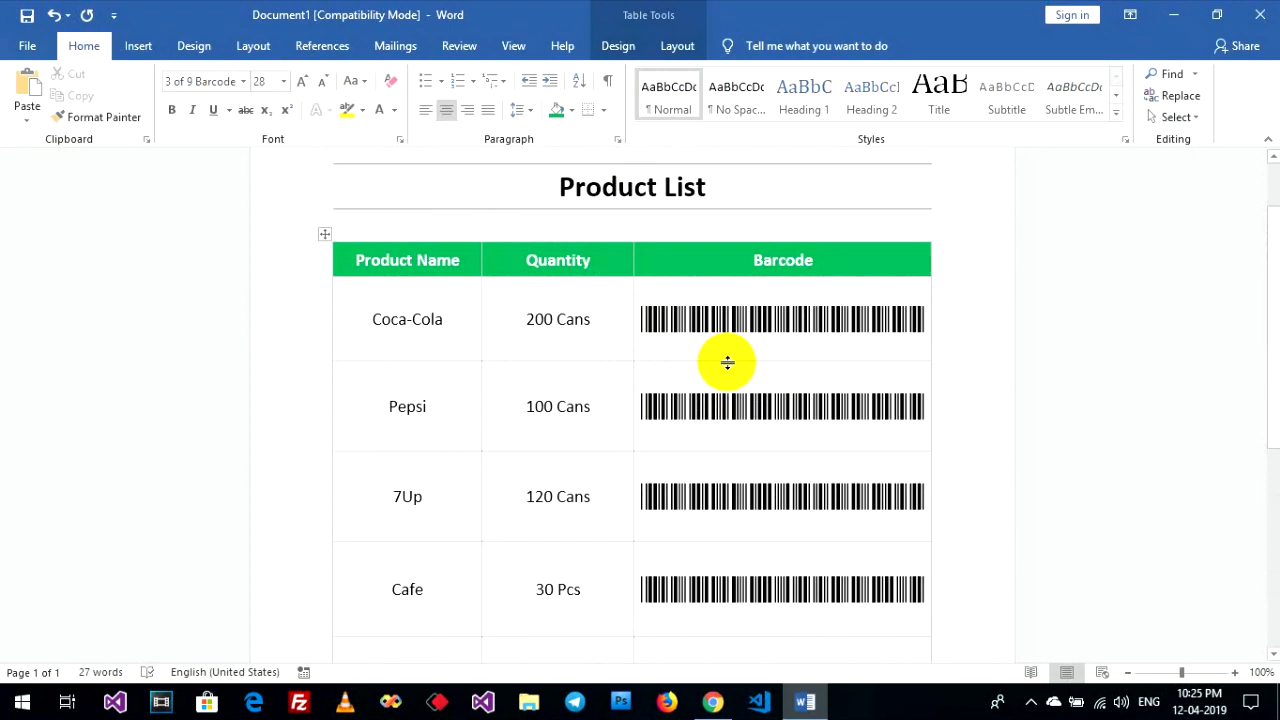 Document1 [Compatibility Mode] - Word
Table Tools
Sign in
File
Home
Insert
Design
Layout
References
Mailings
Review
View
Help
Design
Layout
Tell me what you want to do
Share
Paste
Cut
Copy
Format Painter
Clipboard
3 of 9 Barcode
28
Aa
B I U abc x₂ x² A ab A
Font
Paragraph
AaBbCcDc
¶ Normal
AaBbCcDc
¶ No Spac...
AaBbC
Heading 1
AaBbCcI
Heading 2
AaB
Title
AaBbCcD
Subtitle
AaBbCcDc
Subtle Em...
Styles
Find
Replace
Select
Editing
Product List
Product Name Quantity Barcode
Coca-Cola 200 Cans
Pepsi 100 Cans
7Up 120 Cans
Cafe 30 Pcs
Page 1 of 1 27 words English (United States) 100%
ENG
10:25 PM
12-04-2019